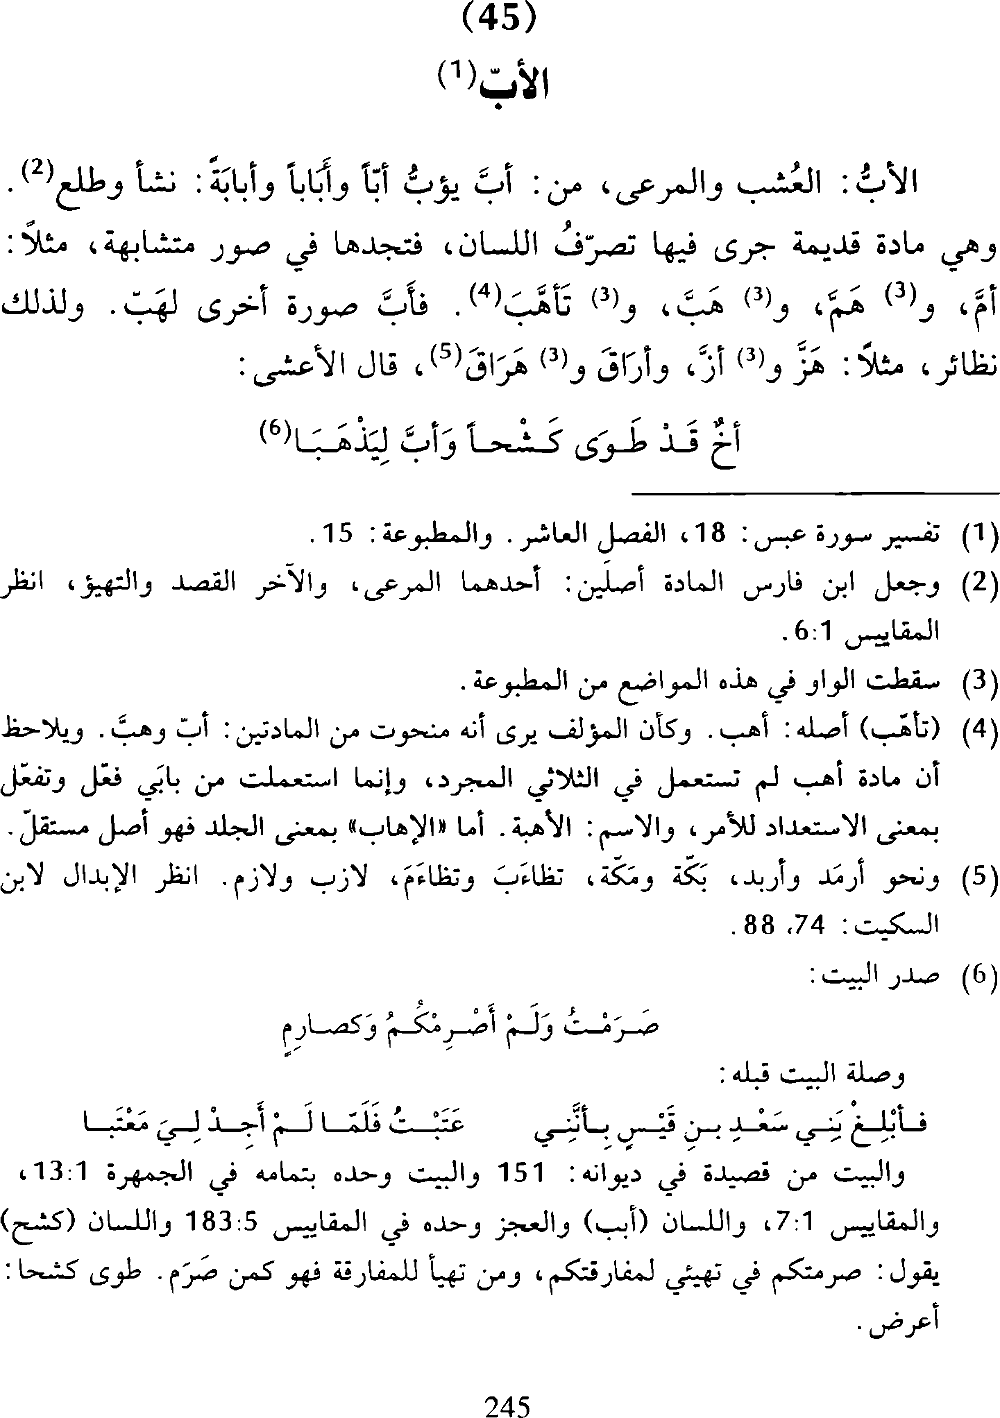 (45)
الأبّ(1)
الأبُّ: العُشب والمرعى، من: أبَّ يؤبُّ أبّاً وأَبَاباً وأبابَةً: نشأ وطلع(2).
وهي مادة قديمة جرى فيها تصرّفُ اللسان، فتجدها في صور متشابهة، مثلاً:
أمَّ، و(3) هَمَّ، و(3) هَبَّ، و(3) تَأَهَّبَ(4). فأَبَّ صورة أخرى لهَبّ. ولذلك
نظائر، مثلاً: هَزَّ و(3) أزَّ، وأرَاقَ و(3) هَرَاقَ(5)، قال الأعشى:
أخٌ قَدْ طَوَى كَشْحاً وَأبَّ لِيَذْهَبَا(6)
(1) تفسير سورة عبس: 18، الفصل العاشر. والمطبوعة: 15.
(2) وجعل ابن فارس المادة أصلَين: أحدهما المرعى، والآخر القصد والتهيؤ، انظر
المقاييس 6:1.
(3) سقطت الواو في هذه المواضع من المطبوعة.
(4) (تأهّب) أصله: أهب. وكأن المؤلف يرى أنه منحوت من المادتين: أبّ وهبَّ. ويلاحظ
أن مادة أهب لم تستعمل في الثلاثي المجرد، وإنما استعملت من بابَي فعّل وتفعّل
بمعنى الاستعداد للأمر، والاسم: الأهبة. أما «الإهاب» بمعنى الجلد فهو أصل مستقلّ.
(5) ونحو أرمَد وأربد، بَكّة ومَكّة، تظاءَبَ وتظاءَمَ، لازب ولازم. انظر الإبدال لابن
السكيت: 74، 88.
(6) صدر البيت:
صَرَمْتُ وَلَمْ أَصْرِمْكُمُ وَكصارِمٍ
وصلة البيت قبله:
فأَبْلِغْ بَنِي سَعْدِ بنِ قَيْسٍ بأنَّنِي عَتَبْتُ فَلَمّا لَمْ أَجِدْ لِيَ مَعْتَبا
والبيت من قصيدة في ديوانه: 151 والبيت وحده بتمامه في الجمهرة 13:1،
والمقاييس 7:1، واللسان (أبب) والعجز وحده في المقاييس 183:5 واللسان (كشح)
يقول: صرمتكم في تهيئي لمفارقتكم، ومن تهيأ للمفارقة فهو كمن صَرَم. طوى كشحا:
أعرض.
245